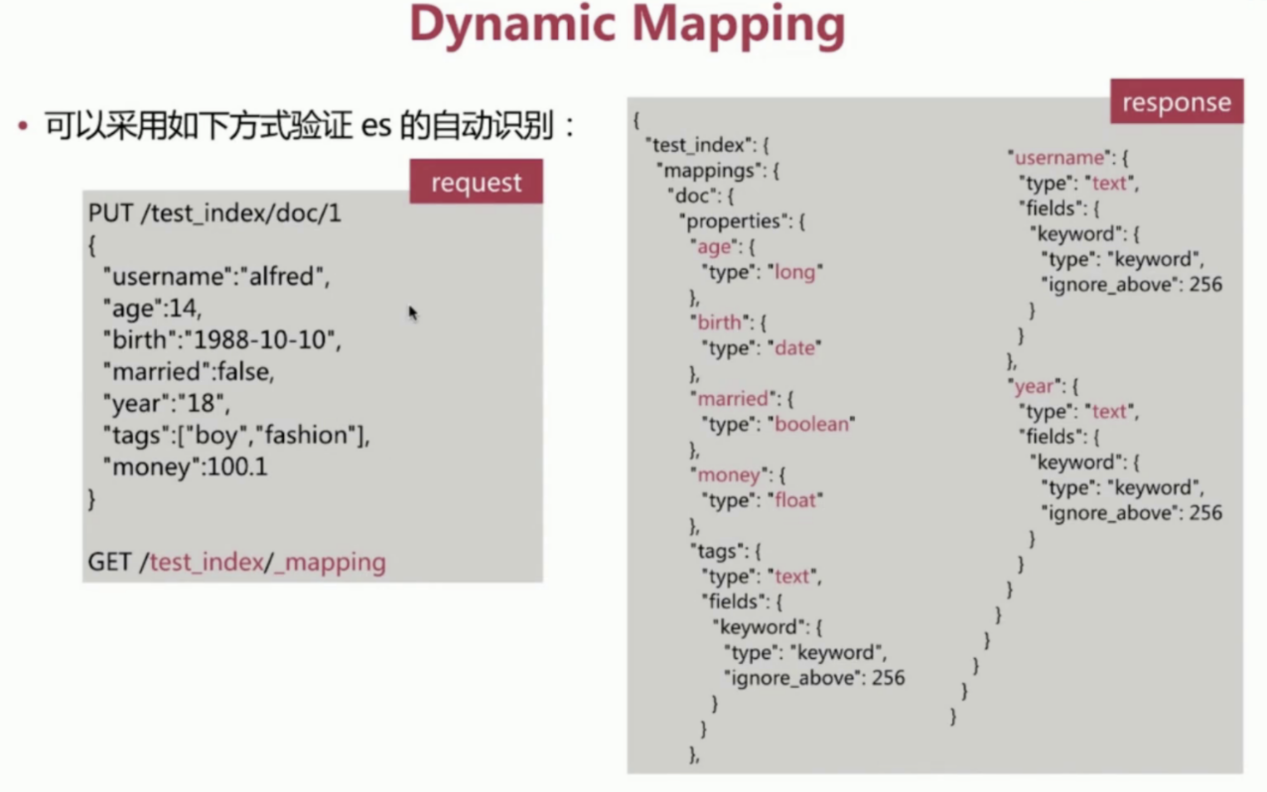 Dynamic Mapping
• 可以采用如下方式验证 es 的自动识别：
request
PUT /test_index/doc/1
{
"username":"alfred",
"age":14,
"birth":"1988-10-10",
"married":false,
"year":"18",
"tags":["boy","fashion"],
"money":100.1
}
GET /test_index/_mapping
response
{
"test_index": {
"mappings": {
"doc": {
"properties": {
"age": {
"type": "long"
},
"birth": {
"type": "date"
},
"married": {
"type": "boolean"
},
"money": {
"type": "float"
},
"tags": {
"type": "text",
"fields": {
"keyword": {
"type": "keyword",
"ignore_above": 256
}
}
},
"username": {
"type": "text",
"fields": {
"keyword": {
"type": "keyword",
"ignore_above": 256
}
}
},
"year": {
"type": "text",
"fields": {
"keyword": {
"type": "keyword",
"ignore_above": 256
}
}
}
}
}
}
}
}